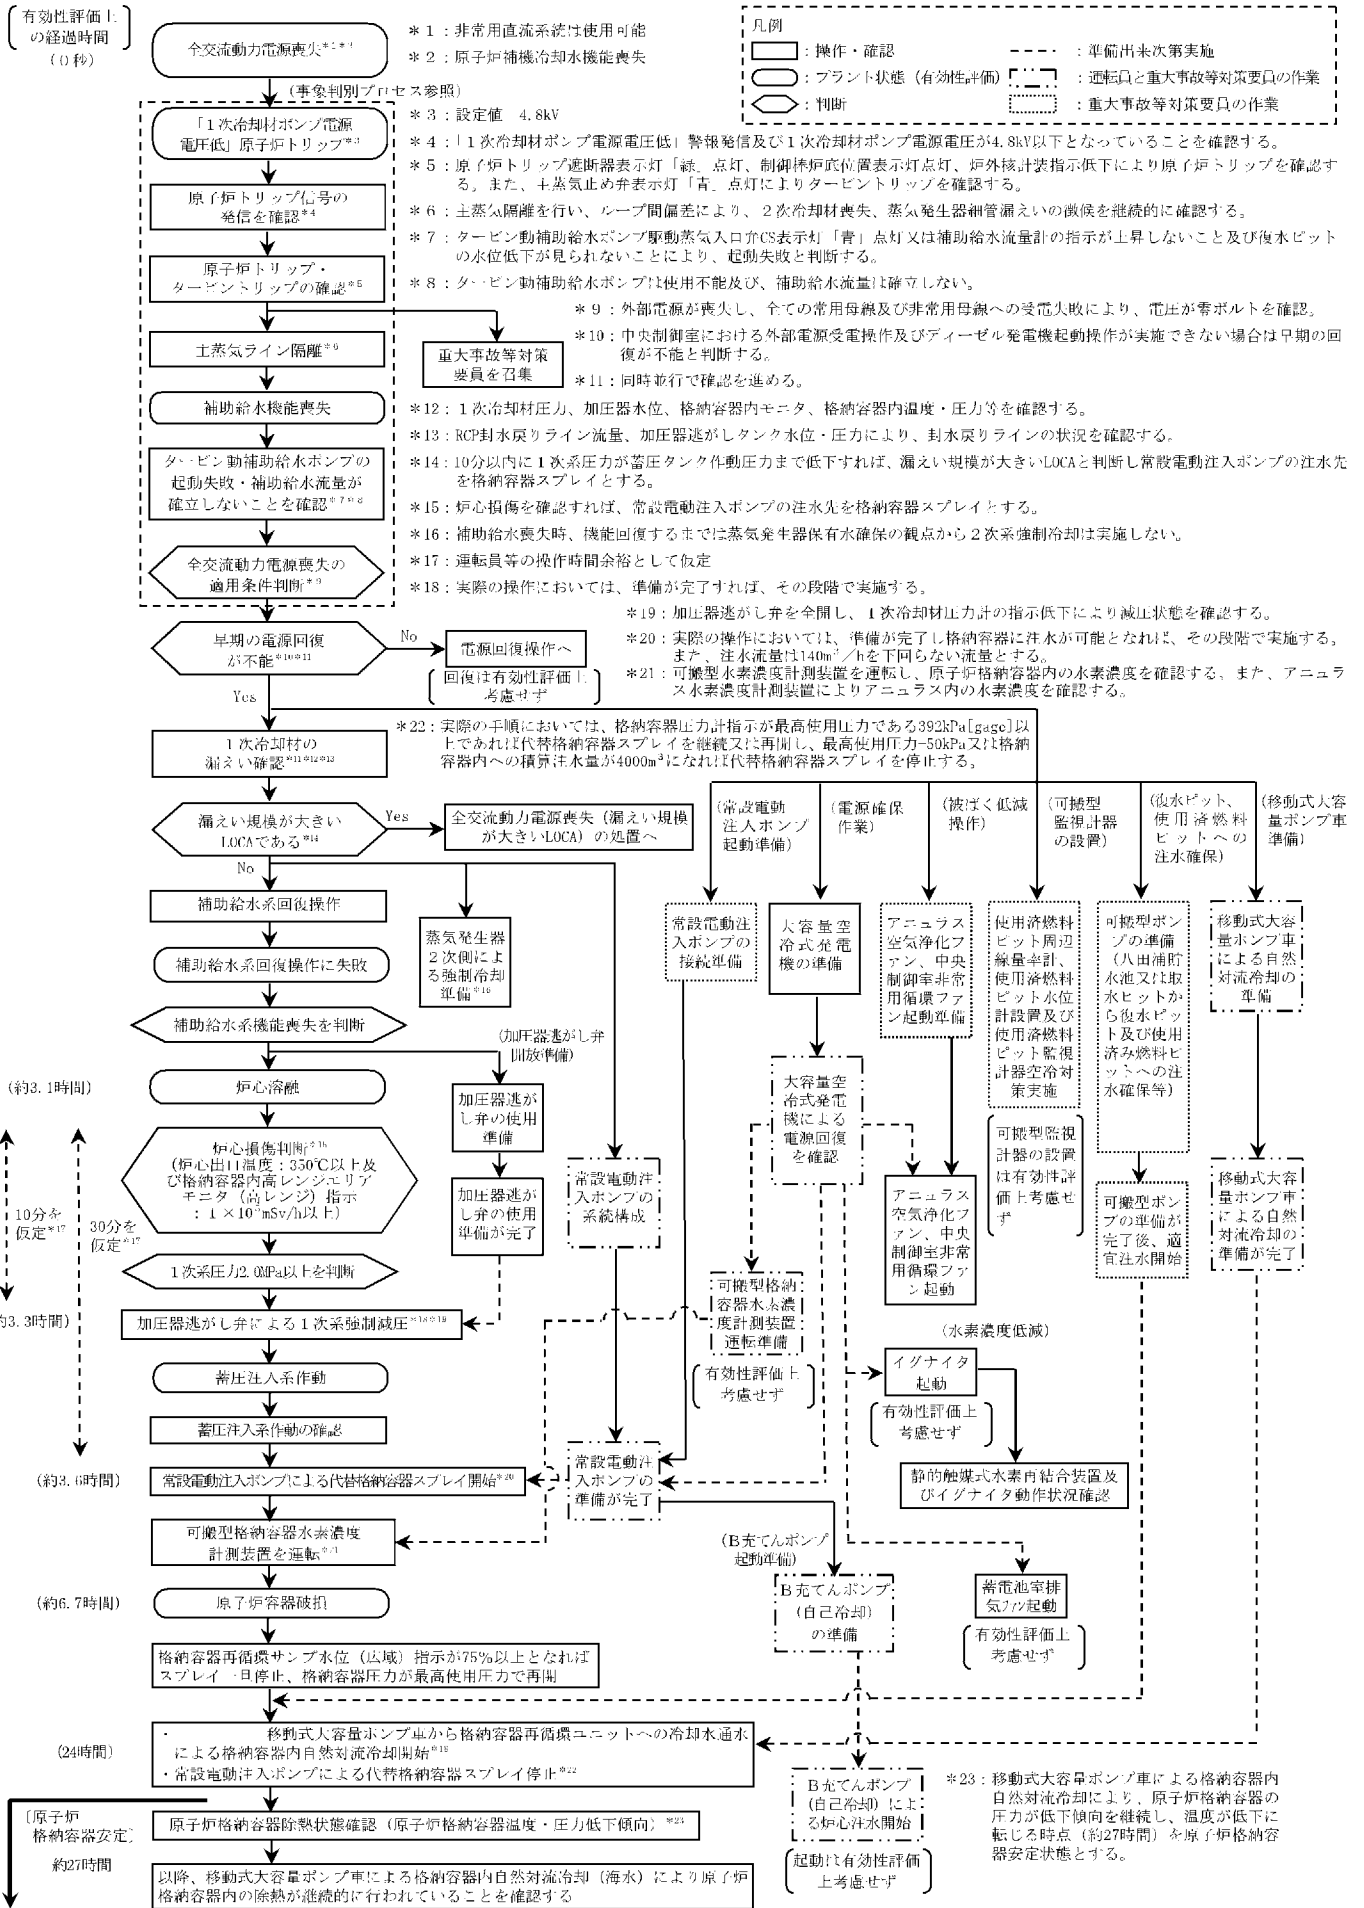 有効性評価上
の経過時間
(0秒)
全交流動力電源喪失*1*2
*1：非常用直流系統は使用可能
*2：原子炉補機冷却水機能喪失
凡例
：操作・確認
：プラント状態（有効性評価）
：判断
：準備出来次第実施
：運転員と重大事故等対策要員の作業
：重大事故等対策要員の作業
(事象判別プロセス参照)
「1次冷却材ポンプ電源
電圧低」原子炉トリップ*3
原子炉トリップ信号の
発信を確認*4
原子炉トリップ・
タービントリップの確認*5
主蒸気ライン隔離*6
重大事故等対策
要員を召集
補助給水機能喪失
タービン動補助給水ポンプの
起動失敗・補助給水流量が
確立しないことを確認*7*8
全交流動力電源喪失の
適用条件判断*9
*3：設定値　4.8kV
*4：「1次冷却材ポンプ電源電圧低」警報発信及び1次冷却材ポンプ電源電圧が4.8kV以下となっていることを確認する。
*5：原子炉トリップ遮断器表示灯「緑」点灯、制御棒炉底位置表示灯点灯、炉外核計装指示低下により原子炉トリップを確認す
る。また、主蒸気止め弁表示灯「青」点灯によりタービントリップを確認する。
*6：主蒸気隔離を行い、ループ間偏差により、2次冷却材喪失、蒸気発生器細管漏えいの徴候を継続的に確認する。
*7：タービン動補助給水ポンプ駆動蒸気入口弁CS表示灯「青」点灯又は補助給水流量計の指示が上昇しないこと及び復水ピット
の水位低下が見られないことにより、起動失敗と判断する。
*8：タービン動補助給水ポンプは使用不能及び、補助給水流量は確立しない。
*9：外部電源が喪失し、全ての常用母線及び非常用母線への受電失敗により、電圧が零ボルトを確認。
*10：中央制御室における外部電源受電操作及びディーゼル発電機起動操作が実施できない場合は早期の回
復が不能と判断する。
*11：同時並行で確認を進める。
*12：1次冷却材圧力、加圧器水位、格納容器内モニタ、格納容器内温度・圧力等を確認する。
*13：RCP封水戻りライン流量、加圧器逃がしタンク水位・圧力により、封水戻りラインの状況を確認する。
*14：10分以内に1次系圧力が蓄圧タンク作動圧力まで低下すれば、漏えい規模が大きいLOCAと判断し常設電動注入ポンプの注水先
を格納容器スプレイとする。
*15：炉心損傷を確認すれば、常設電動注入ポンプの注水先を格納容器スプレイとする。
*16：補助給水喪失時、機能回復するまでは蒸気発生器保有水確保の観点から2次系強制冷却は実施しない。
*17：運転員等の操作時間余裕として仮定
*18：実際の操作においては、準備が完了すれば、その段階で実施する。
*19：加圧器逃がし弁を全開し、1次冷却材圧力計の指示低下により減圧状態を確認する。
*20：実際の操作においては、準備が完了し格納容器に注水が可能となれば、その段階で実施する。
また、注水流量は140m³/hを下回らない流量とする。
*21：可搬型水素濃度計測装置を運転し、原子炉格納容器内の水素濃度を確認する。また、アニュラ
ス水素濃度計測装置によりアニュラス内の水素濃度を確認する。
*22：実際の手順においては、格納容器圧力計指示が最高使用圧力である392kPa[gage]以
上であれば代替格納容器スプレイを継続又は再開し、最高使用圧力-50kPa又は格納
容器内への積算注水量が4000m³になれば代替格納容器スプレイを停止する。
早期の電源回復
が不能*10*11
No
電源回復操作へ
回復は有効性評価上
考慮せず
Yes
1次冷却材の
漏えい確認*11*12*13
漏えい規模が大きい
LOCAである*14
Yes
全交流動力電源喪失（漏えい規模
が大きいLOCA）の処置へ
No
補助給水系回復操作
補助給水系回復操作に失敗
補助給水系機能喪失を判断
蒸気発生器
2次側によ
る強制冷却
準備*16
(加圧器逃がし弁
開放準備)
(約3.1時間)
炉心溶融
加圧器逃が
し弁の使用
準備
炉心損傷判断*15
(炉心出口温度：350℃以上及
び格納容器内高レンジエリア
モニタ（高レンジ）指示
：1×10⁵mSv/h以上)
加圧器逃が
し弁の使用
準備が完了
10分を
仮定*17
30分を
仮定*17
1次系圧力2.0MPa以上を判断
約3.3時間)
加圧器逃がし弁による1次系強制減圧*18*19
蓄圧注入系作動
蓄圧注入系作動の確認
(約3.6時間)
常設電動注入ポンプによる代替格納容器スプレイ開始*20
可搬型格納容器水素濃度
計測装置を運転*21
(約6.7時間)
原子炉容器破損
格納容器再循環サンプ水位（広域）指示が75%以上となれば
スプレイ一旦停止、格納容器圧力が最高使用圧力で再開
(24時間)
・　移動式大容量ポンプ車から格納容器再循環ユニットへの冷却水通水
による格納容器内自然対流冷却開始*18
・常設電動注入ポンプによる代替格納容器スプレイ停止*22
〔原子炉
格納容器安定〕
約27時間
原子炉格納容器除熱状態確認（原子炉格納容器温度・圧力低下傾向）*23
以降、移動式大容量ポンプ車による格納容器内自然対流冷却（海水）により原子炉
格納容器内の除熱が継続的に行われていることを確認する
(常設電動
注入ポンプ
起動準備)
(電源確保
作業)
(被ばく低減
操作)
(可搬型
監視計器
の設置)
(復水ピット、
使用済燃料
ピットへの
注水確保)
(移動式大容
量ポンプ車
準備)
常設電動注
入ポンプの
接続準備
大容量空
冷式発電
機の準備
アニュラス
空気浄化フ
ァン、中央
制御室非常
用循環ファ
ン起動準備
使用済燃料
ピット周辺
線量率計、
使用済燃料
ピット水位
計設置及び
使用済燃料
ピット監視
計器空冷対
策実施
可搬型ポン
プの準備
(八田浦貯
水池又は取
水ピットか
ら復水ピッ
ト及び使用
済み燃料ピ
ットへの注
水確保等)
移動式大容
量ポンプ車
による自然
対流冷却の
準備
大容量空
冷式発電
機による
電源回復
を確認
常設電動注
入ポンプの
系統構成
アニュラス
空気浄化フ
ァン、中央
制御室非常
用循環ファ
ン起動
可搬型監視
計器の設置
は有効性評
価上考慮せ
ず
可搬型ポン
プの準備が
完了後、適
宜注水開始
移動式大容
量ポンプ車
による自然
対流冷却の
準備が完了
可搬型格納
容器水素濃
度計測装置
運転準備
有効性評価上
考慮せず
(水素濃度低減)
イグナイタ
起動
有効性評価上
考慮せず
静的触媒式水素再結合装置及
びイグナイタ動作状況確認
常設電動注
入ポンプの
準備が完了
(B充てんポンプ
起動準備)
B充てんポンプ
(自己冷却)
の準備
蓄電池室排
気ファン起動
有効性評価上
考慮せず
B充てんポンプ
(自己冷却)によ
る炉心注水開始
起動は有効性評価
上考慮せず
*23：移動式大容量ポンプ車による格納容器内
自然対流冷却により、原子炉格納容器の
圧力が低下傾向を継続し、温度が低下に
転じる時点（約27時間）を原子炉格納容
器安定状態とする。